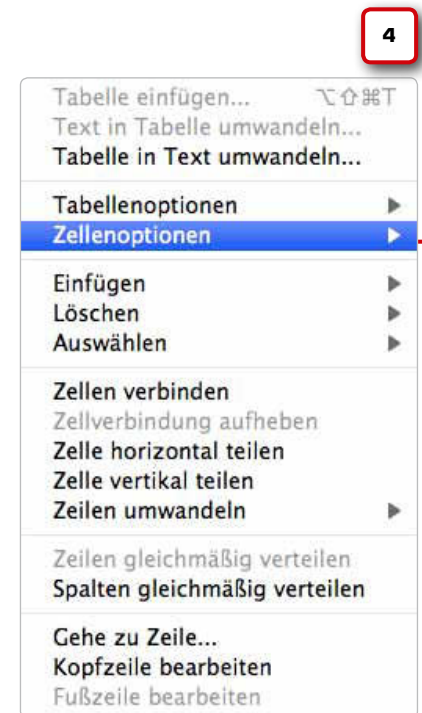 4
Tabelle einfügen... ⌥⇧⌘T
Text in Tabelle umwandeln...
Tabelle in Text umwandeln...
Tabellenoptionen
Zellenoptionen
Einfügen
Löschen
Auswählen
Zellen verbinden
Zellverbindung aufheben
Zelle horizontal teilen
Zelle vertikal teilen
Zeilen umwandeln
Zeilen gleichmäßig verteilen
Spalten gleichmäßig verteilen
Gehe zu Zeile...
Kopfzeile bearbeiten
Fußzeile bearbeiten